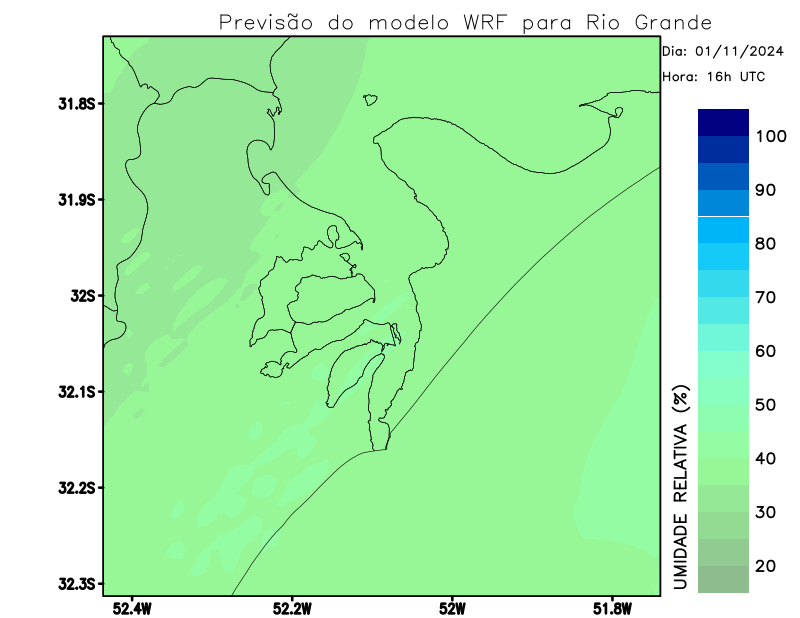 Previsão do modelo WRF para Rio Grande
Dia: 01/11/2024
Hora: 16h UTC
31.8S
31.9S
32S
32.1S
32.2S
32.3S
52.4W
52.2W
52W
51.8W
UMIDADE RELATIVA (%)
100
90
80
70
60
50
40
30
20